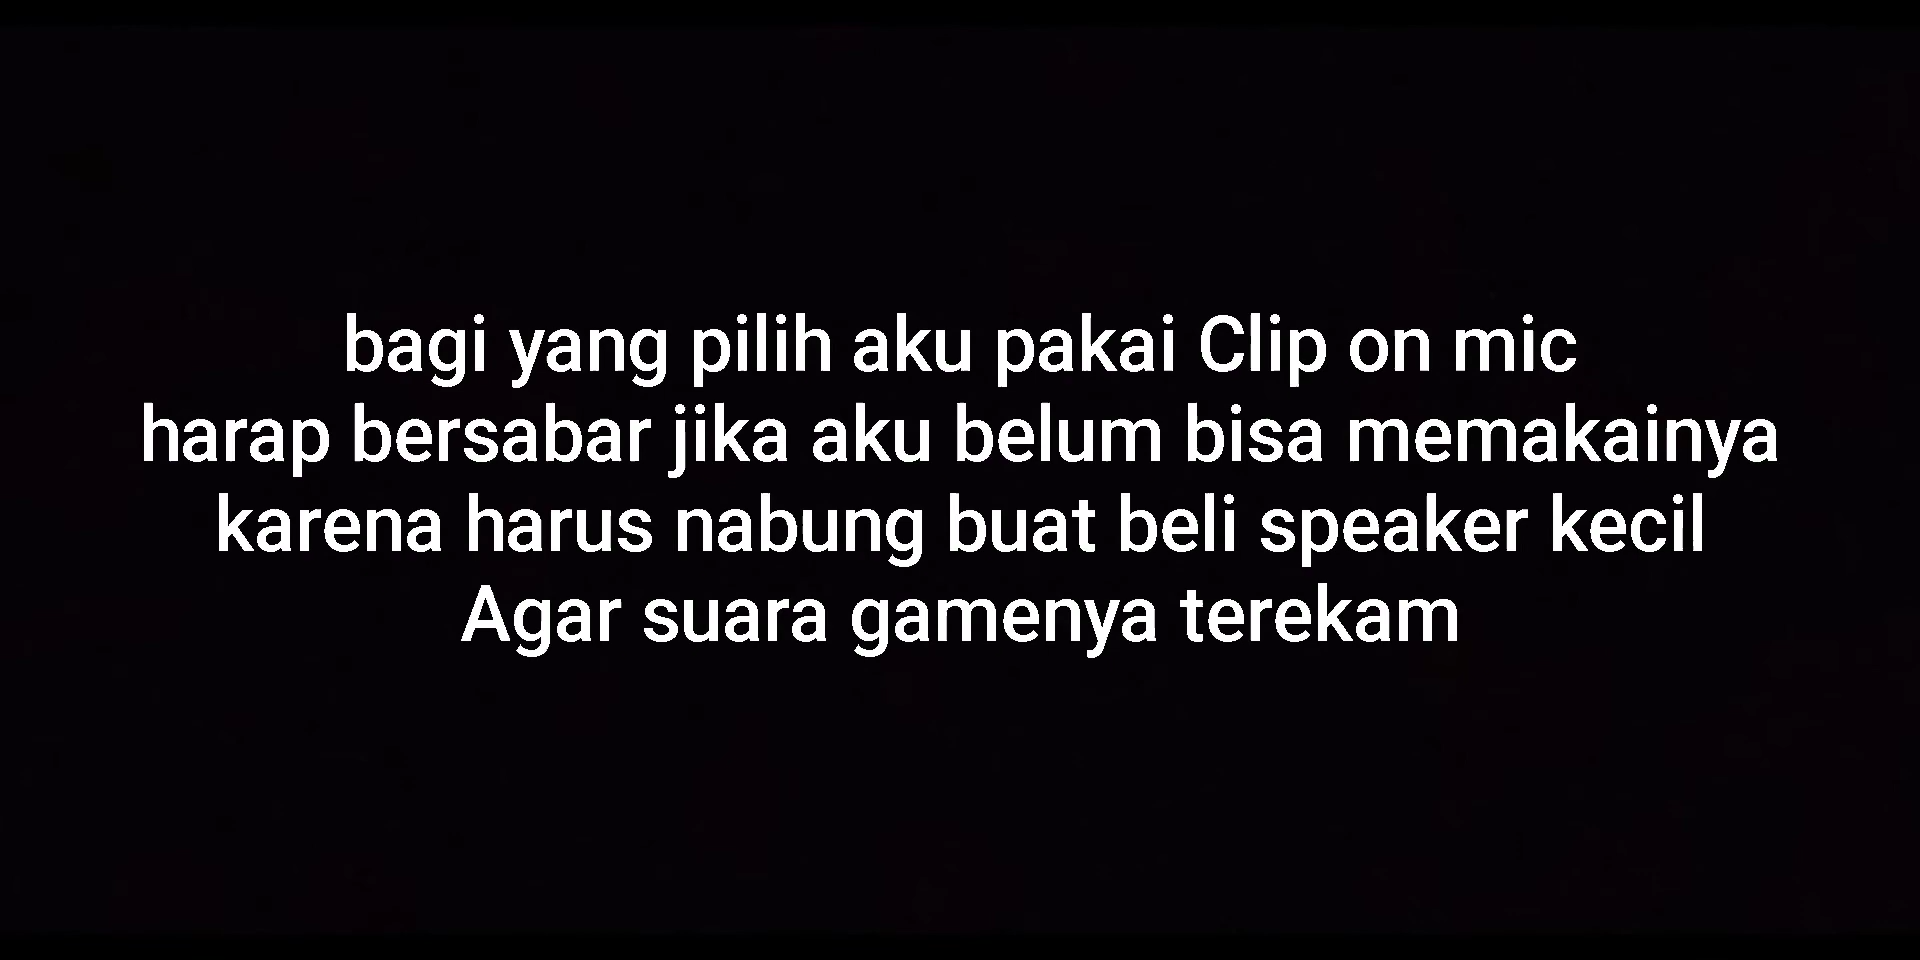 bagi yang pilih aku pakai Clip on mic
harap bersabar jika aku belum bisa memakainya
karena harus nabung buat beli speaker kecil
Agar suara gamenya terekam